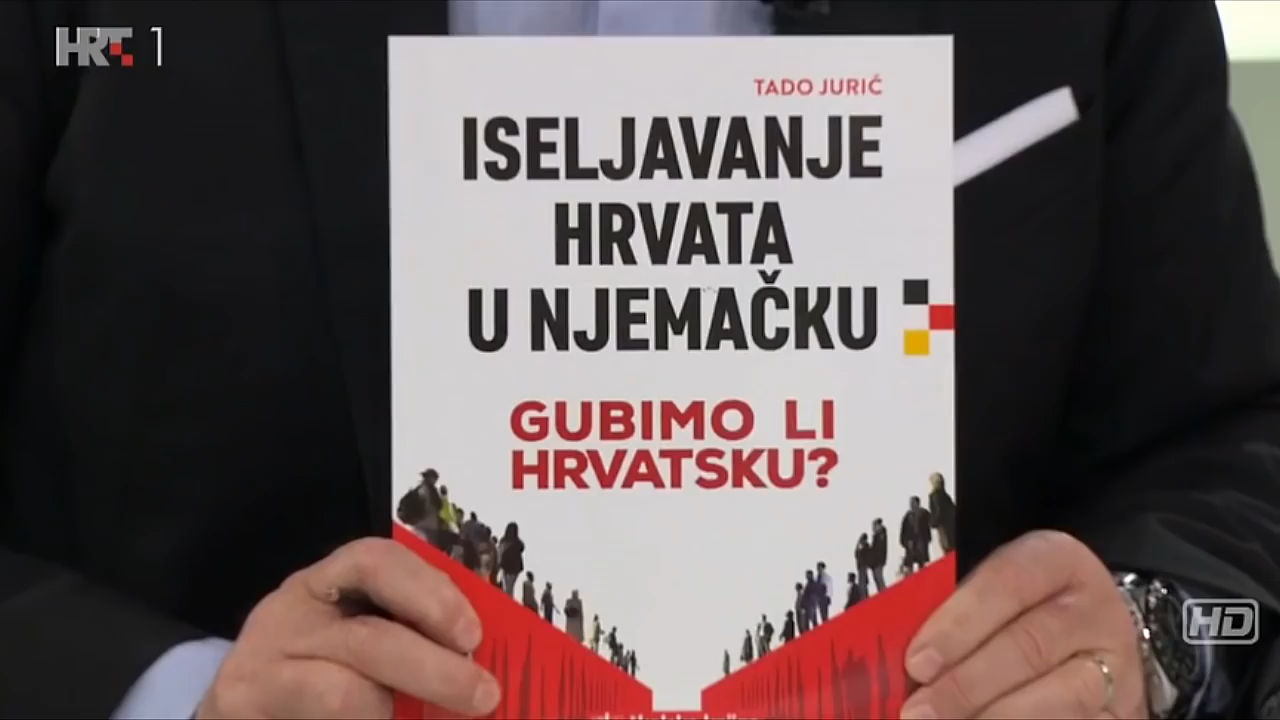 HRT 1
TADO JURIĆ
ISELJAVANJE
HRVATA
U NJEMAČKU
GUBIMO LI
HRVATSKU?
HD